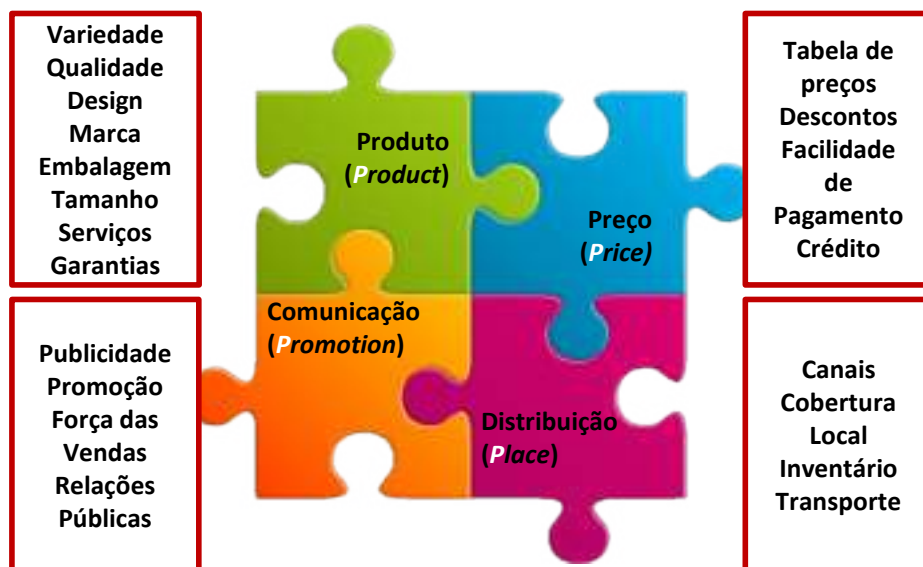 Variedade
Qualidade
Design
Marca
Embalagem
Tamanho
Serviços
Garantias
Produto
(Product)
Preço
(Price)
Tabela de
preços
Descontos
Facilidade
de
Pagamento
Crédito
Publicidade
Promoção
Força das
Vendas
Relações
Públicas
Comunicação
(Promotion)
Distribuição
(Place)
Canais
Cobertura
Local
Inventário
Transporte